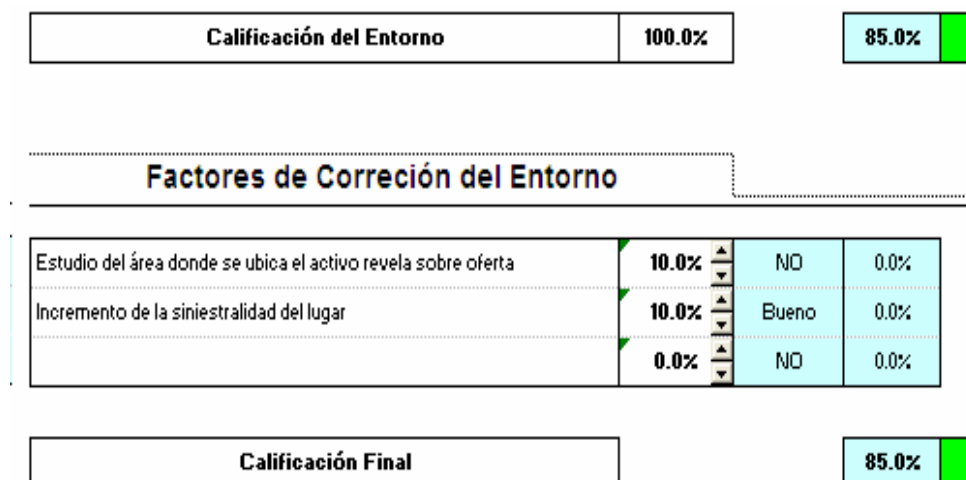 Calificación del Entorno 100.0% 85.0%
Factores de Correción del Entorno
Estudio del área donde se ubica el activo revela sobre oferta 10.0% NO 0.0%
Incremento de la siniestralidad del lugar 10.0% Bueno 0.0%
0.0% NO 0.0%
Calificación Final 85.0%